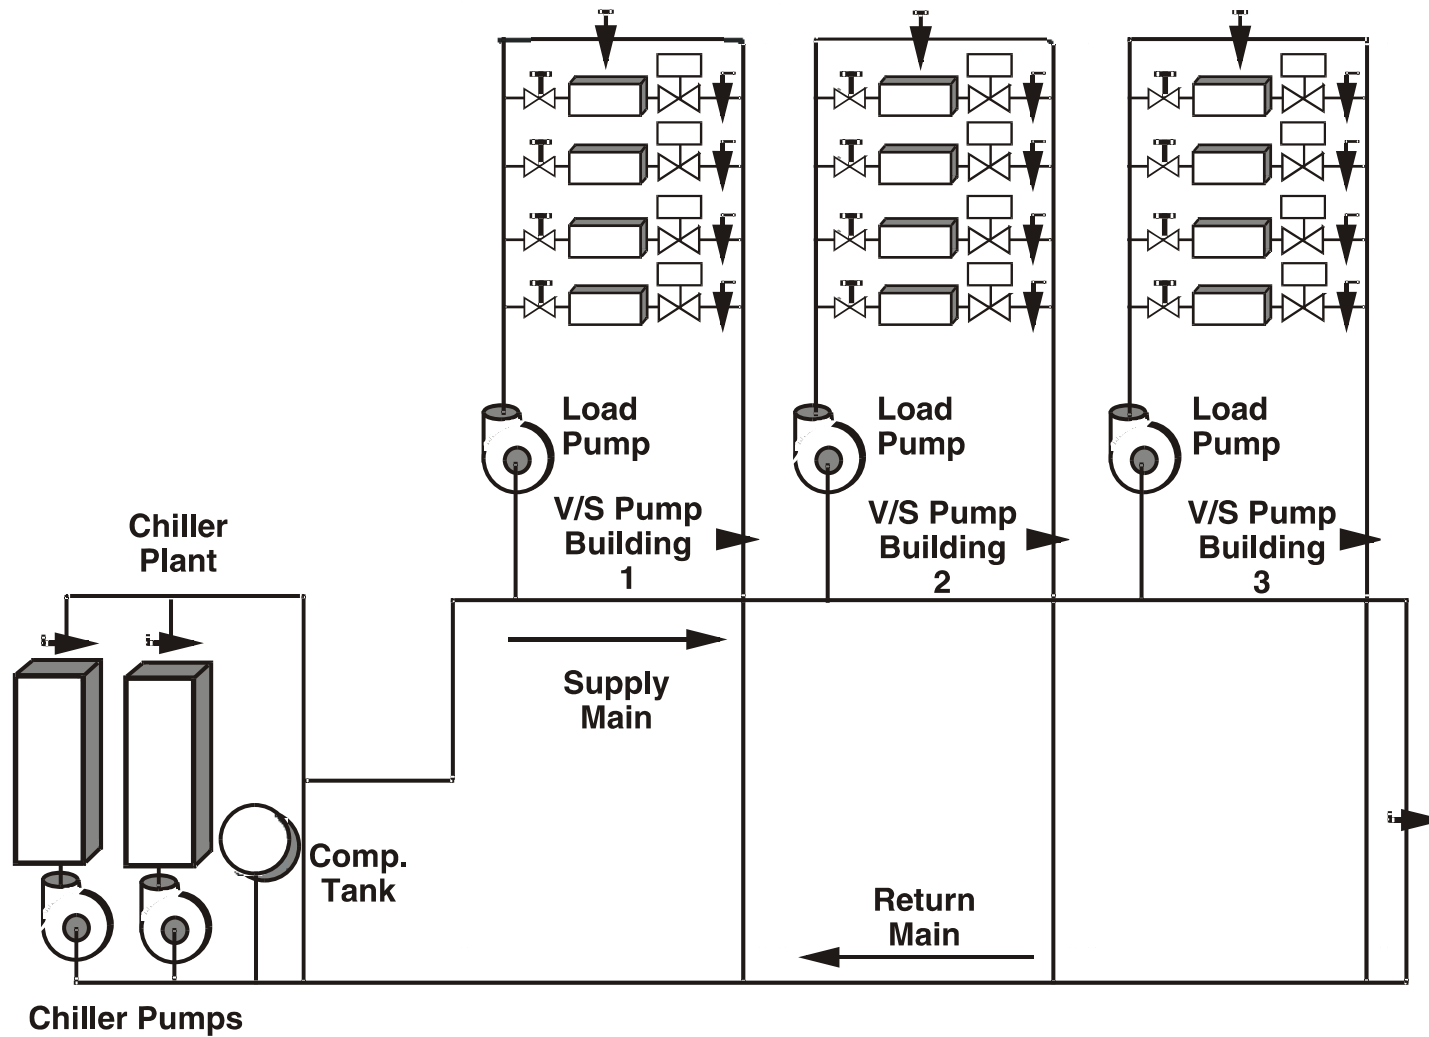 Load
Pump
Load
Pump
Load
Pump
V/S Pump
Building
1
V/S Pump
Building
2
V/S Pump
Building
3
Chiller
Plant
Supply
Main
Comp.
Tank
Return
Main
Chiller Pumps